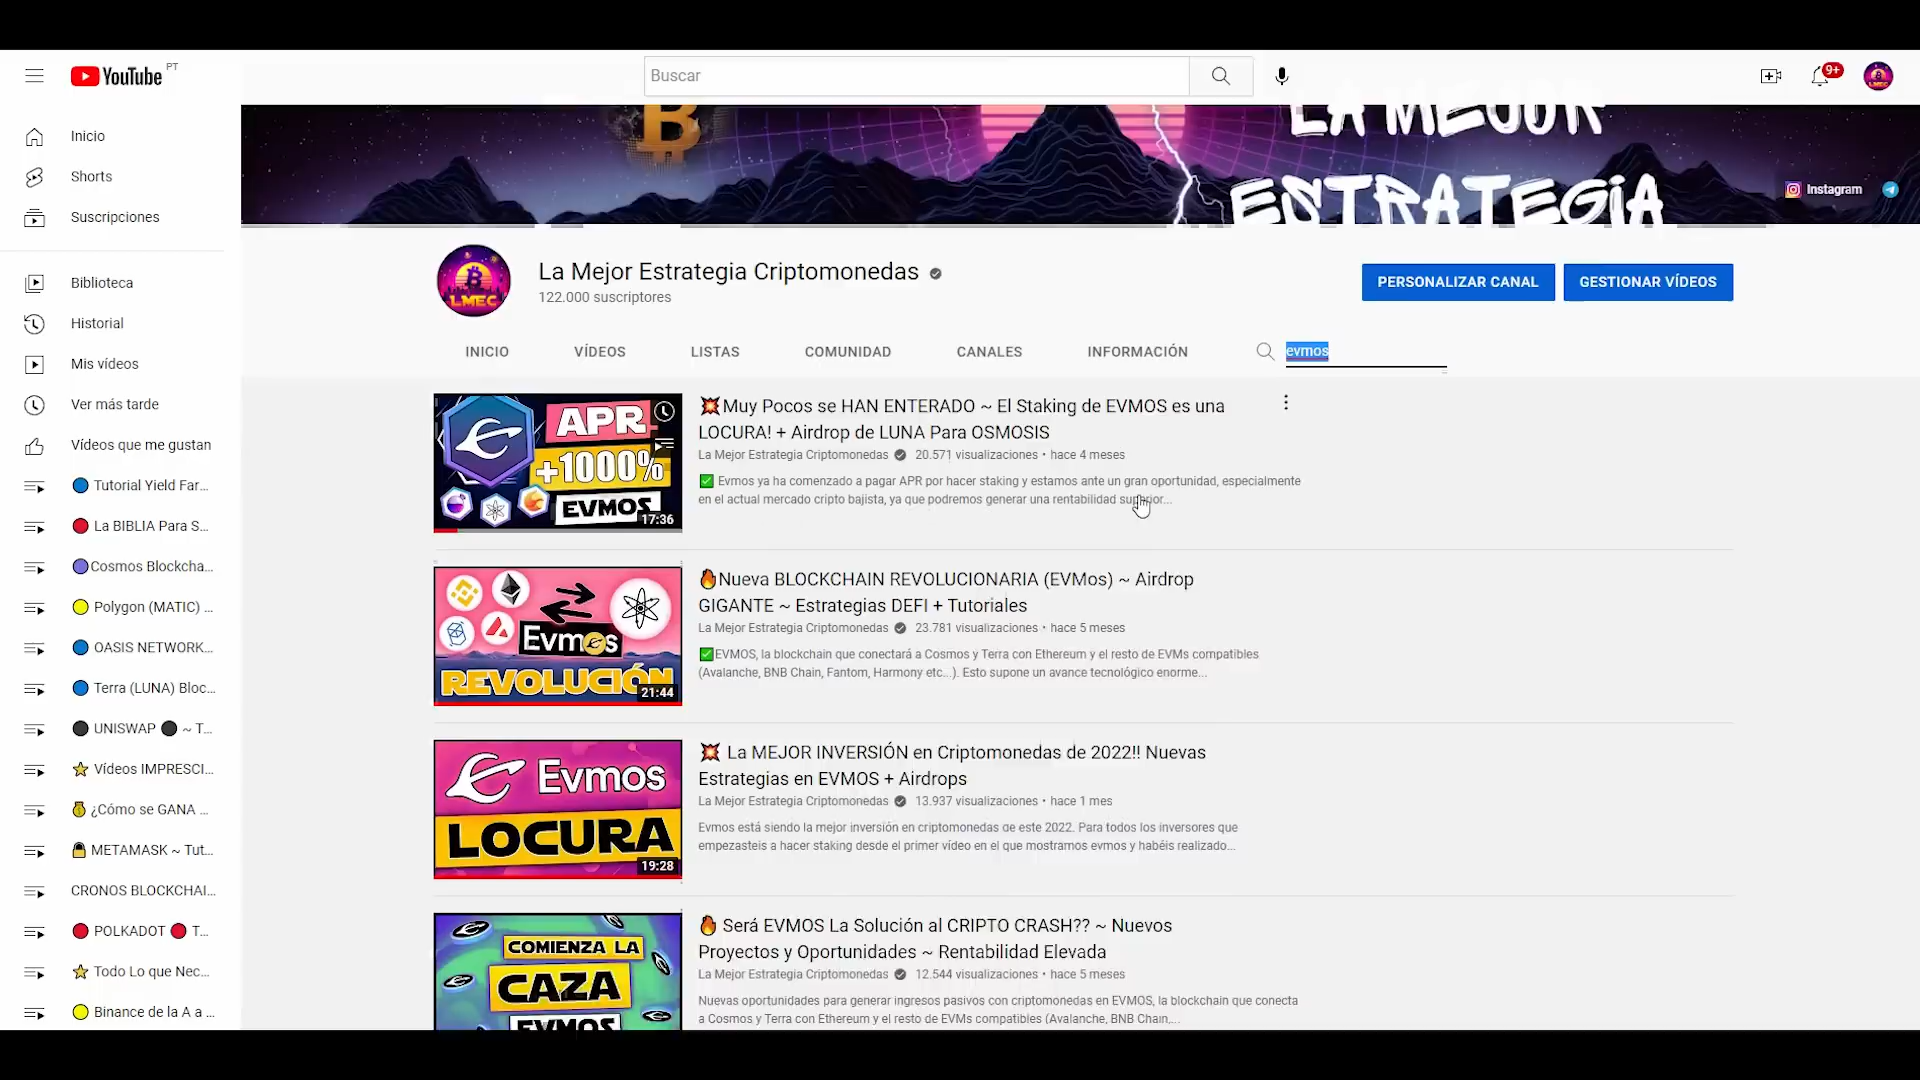 YouTube PT
Buscar
9+
Inicio
Shorts
Suscripciones
Biblioteca
Historial
Mis vídeos
Ver más tarde
Vídeos que me gustan
Tutorial Yield Far...
La BIBLIA Para S...
Cosmos Blockcha...
Polygon (MATIC) ...
OASIS NETWORK...
Terra (LUNA) Bloc...
UNISWAP ⚫ ~ T...
⭐ Vídeos IMPRESCI...
💰 ¿Cómo se GANA ...
🔒 METAMASK ~ Tut...
CRONOS BLOCKCHAI...
🔴 POLKADOT 🔴 T...
⭐ Todo Lo que Nec...
🟡 Binance de la A a ...
LA MEJOR
ESTRATEGIA
Instagram
LMEC
La Mejor Estrategia Criptomonedas
122.000 suscriptores
PERSONALIZAR CANAL
GESTIONAR VÍDEOS
INICIO
VÍDEOS
LISTAS
COMUNIDAD
CANALES
INFORMACIÓN
evmos
APR
+1000%
EVMOS
17:36
💥Muy Pocos se HAN ENTERADO ~ El Staking de EVMOS es una
LOCURA! + Airdrop de LUNA Para OSMOSIS
La Mejor Estrategia Criptomonedas 20.571 visualizaciones • hace 4 meses
✅ Evmos ya ha comenzado a pagar APR por hacer staking y estamos ante un gran oportunidad, especialmente
en el actual mercado cripto bajista, ya que podremos generar una rentabilidad superior...
Evmos
REVOLUCIÓN
21:44
🔥Nueva BLOCKCHAIN REVOLUCIONARIA (EVMos) ~ Airdrop
GIGANTE ~ Estrategias DEFI + Tutoriales
La Mejor Estrategia Criptomonedas 23.781 visualizaciones • hace 5 meses
✅EVMOS, la blockchain que conectará a Cosmos y Terra con Ethereum y el resto de EVMs compatibles
(Avalanche, BNB Chain, Fantom, Harmony etc...). Esto supone un avance tecnológico enorme...
Evmos
LOCURA
19:28
💥 La MEJOR INVERSIÓN en Criptomonedas de 2022!! Nuevas
Estrategias en EVMOS + Airdrops
La Mejor Estrategia Criptomonedas 13.937 visualizaciones • hace 1 mes
Evmos está siendo la mejor inversión en criptomonedas de este 2022. Para todos los inversores que
empezasteis a hacer staking desde el primer vídeo en el que mostramos evmos y habéis realizado...
COMIENZA LA
CAZA
EVMOS
🔥 Será EVMOS La Solución al CRIPTO CRASH?? ~ Nuevos
Proyectos y Oportunidades ~ Rentabilidad Elevada
La Mejor Estrategia Criptomonedas 12.544 visualizaciones • hace 5 meses
Nuevas oportunidades para generar ingresos pasivos con criptomonedas en EVMOS, la blockchain que conecta
a Cosmos y Terra con Ethereum y el resto de EVMs compatibles (Avalanche, BNB Chain,...